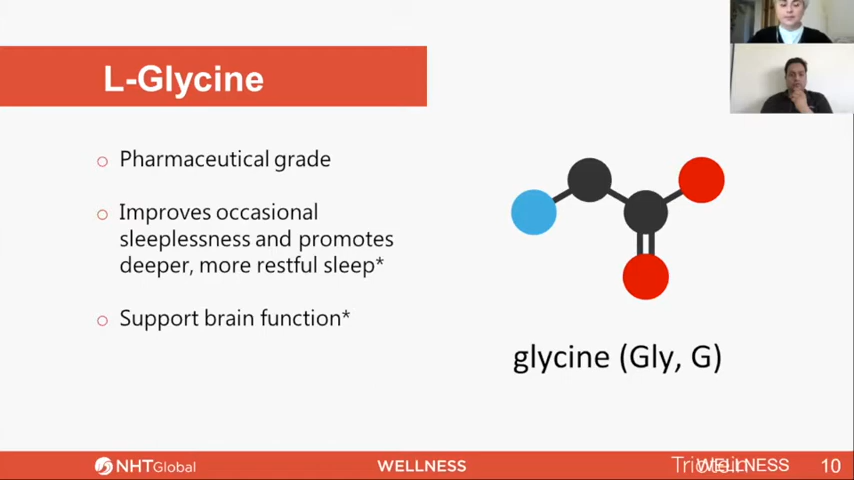 L-Glycine
Pharmaceutical grade
Improves occasional
sleeplessness and promotes
deeper, more restful sleep*
Support brain function*
glycine (Gly, G)
NHTGlobal
WELLNESS
WELLNESS
10